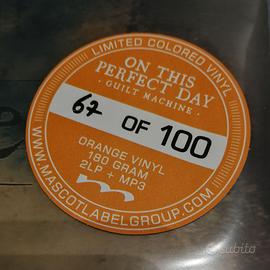 LIMITED COLORED VINYL
ON THIS
PERFECT DAY
· GUILT MACHINE ·
67 OF 100
ORANGE VINYL
180 GRAM
2LP + MP3
WWW.MASCOTLABELGROUP.COM
subito